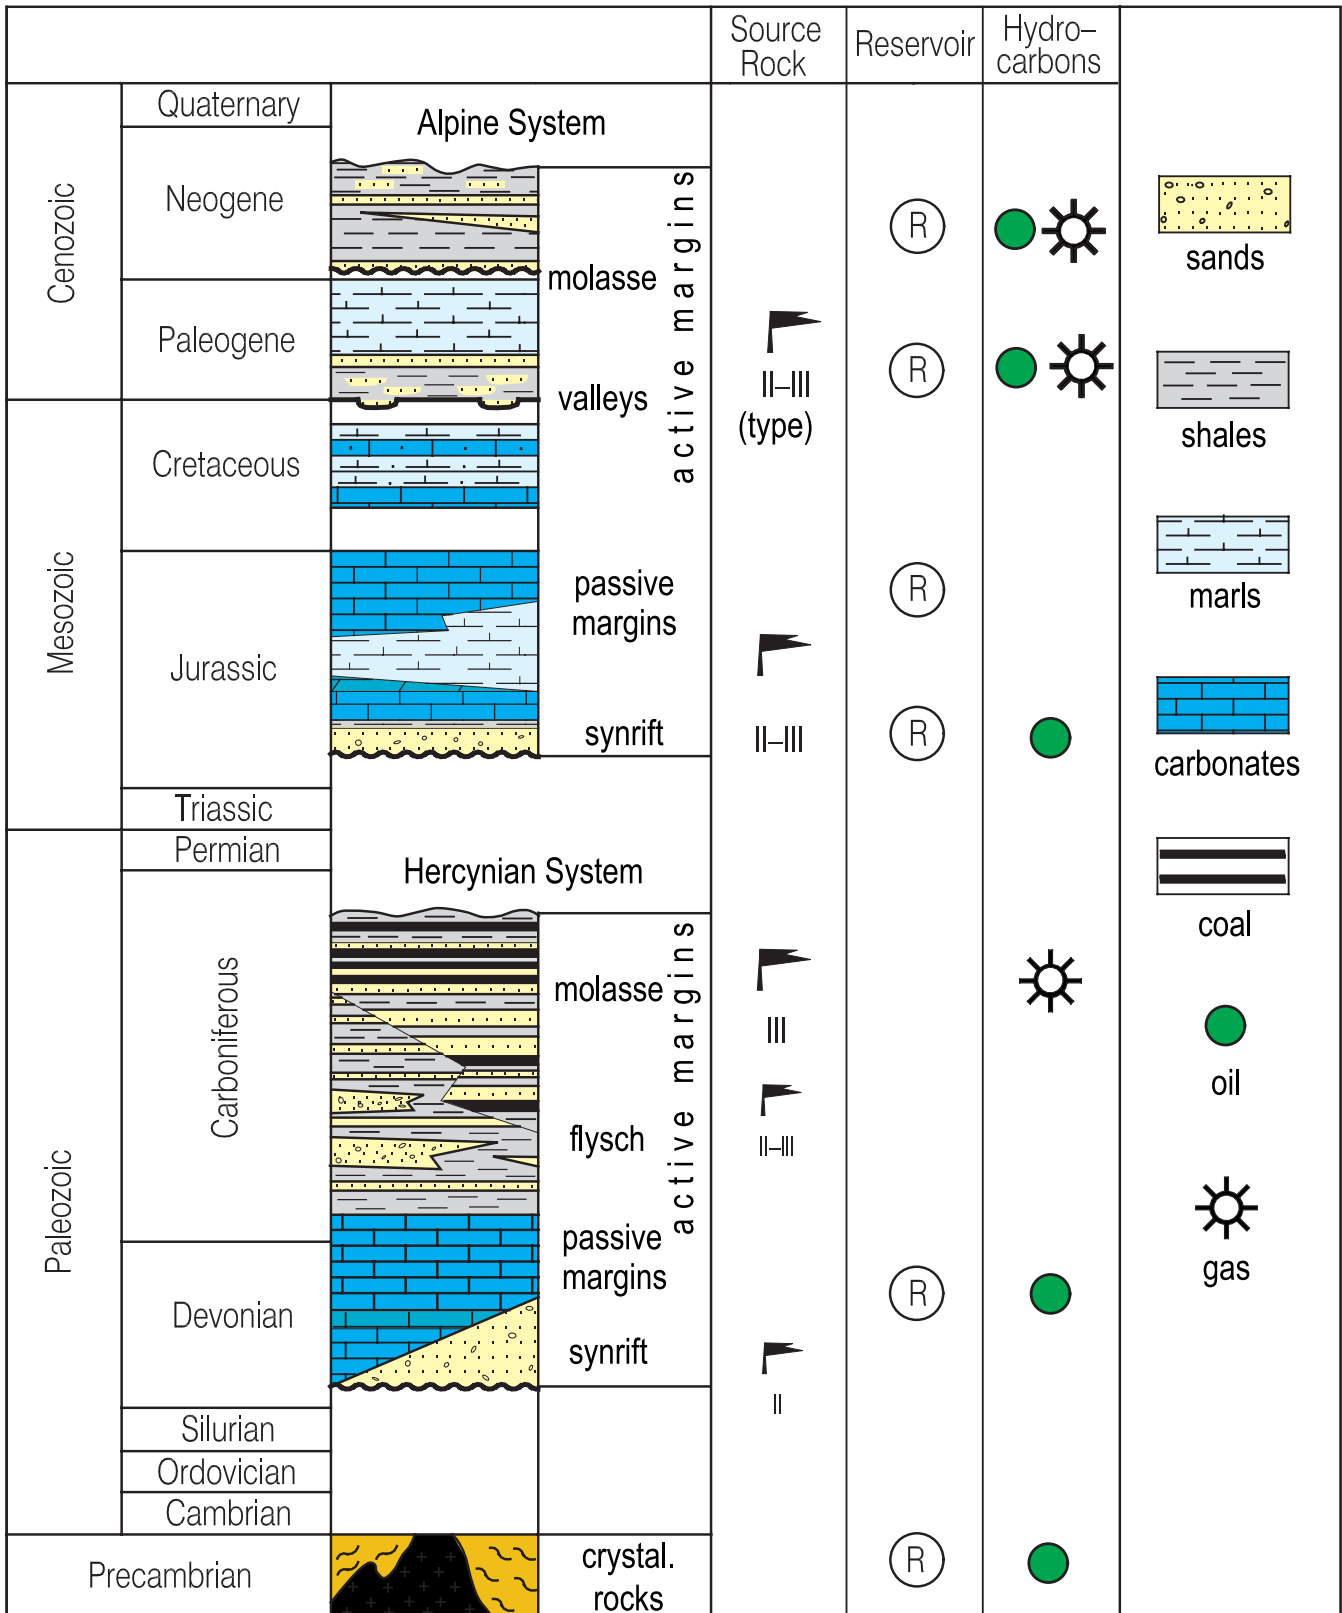 Source
Rock
Reservoir
Hydro–
carbons
Cenozoic
Quaternary
Neogene
Paleogene
Mesozoic
Cretaceous
Jurassic
Triassic
Paleozoic
Permian
Carboniferous
Devonian
Silurian
Ordovician
Cambrian
Precambrian
Alpine System
molasse
valleys
active margins
passive
margins
synrift
Hercynian System
molasse
flysch
active margins
passive
margins
synrift
crystal.
rocks
II–III
(type)
II–III
III
II–III
II
R
R
R
R
R
R
sands
shales
marls
carbonates
coal
oil
gas